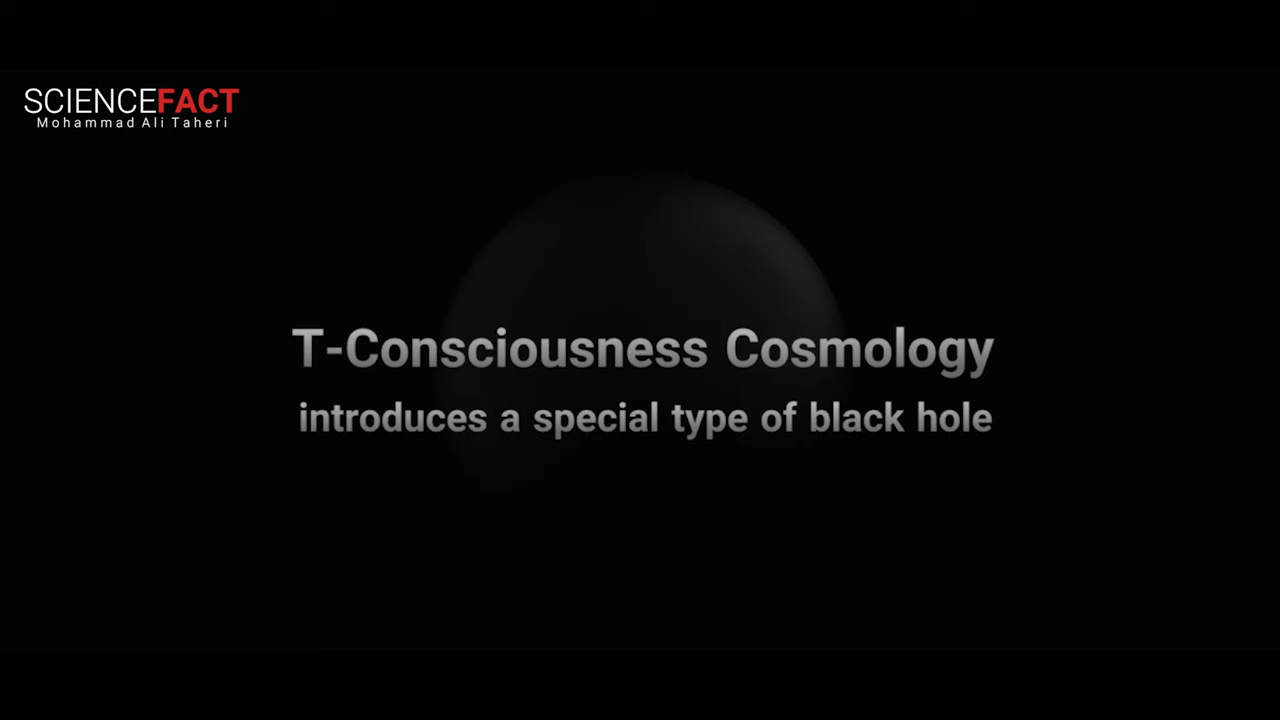 SCIENCEFACT
Mohammad Ali Taheri
T-Consciousness Cosmology
introduces a special type of black hole